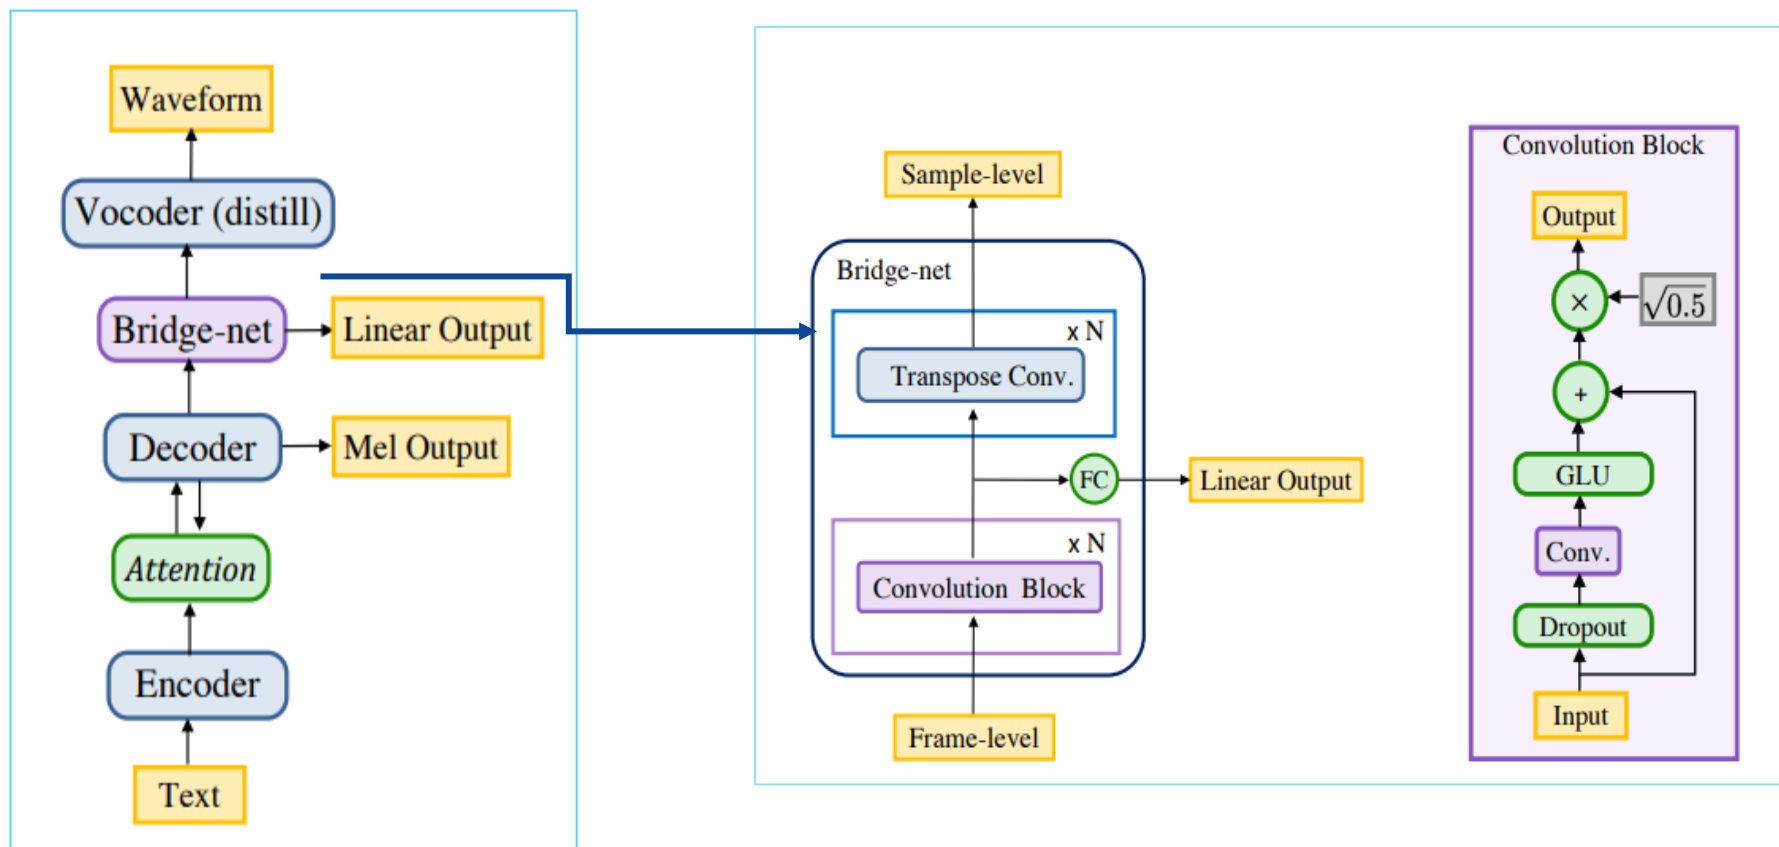 Waveform
Vocoder (distill)
Bridge-net
Linear Output
Decoder
Mel Output
Attention
Encoder
Text
Sample-level
Bridge-net
x N
Transpose Conv.
FC
Linear Output
x N
Convolution Block
Frame-level
Convolution Block
Output
×
√0.5
+
GLU
Conv.
Dropout
Input